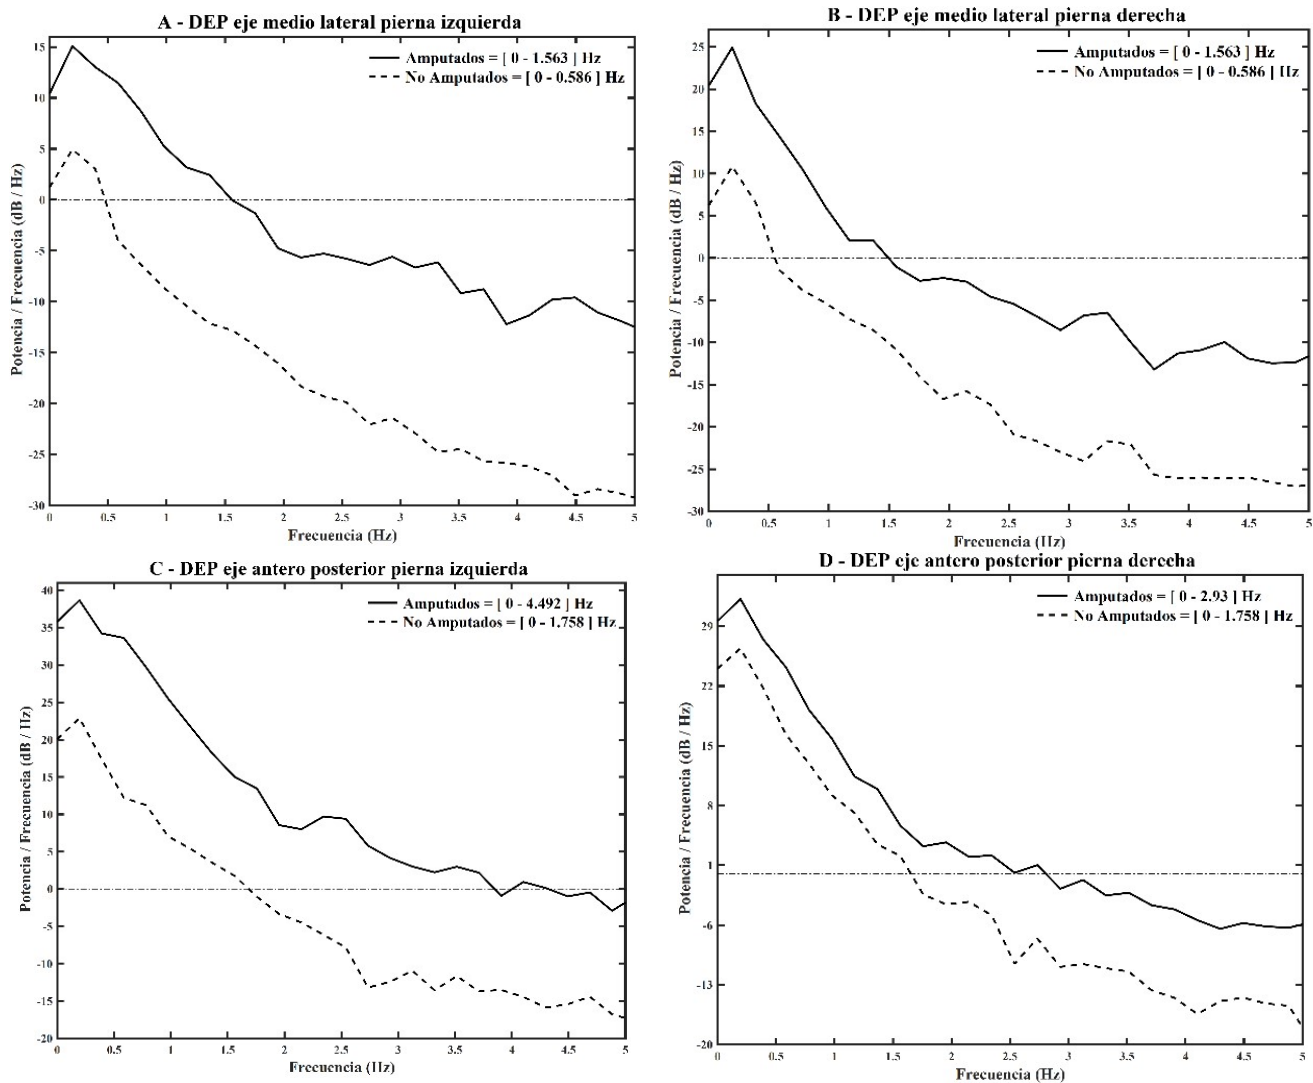 A - DEP eje medio lateral pierna izquierda
Amputados = [ 0 - 1.563 ] Hz
No Amputados = [ 0 - 0.586 ] Hz
15
10
5
0
-5
-10
-15
-20
-25
-30
Potencia / Frecuencia (dB / Hz)
0 0.5 1 1.5 2 2.5 3 3.5 4 4.5 5
Frecuencia (Hz)
B - DEP eje medio lateral pierna derecha
Amputados = [ 0 - 1.563 ] Hz
No Amputados = [ 0 - 0.586 ] Hz
25
20
15
10
5
0
-5
-10
-15
-20
-25
-30
Potencia / Frecuencia (dB / Hz)
0 0.5 1 1.5 2 2.5 3 3.5 4 4.5 5
Frecuencia (Hz)
C - DEP eje antero posterior pierna izquierda
Amputados = [ 0 - 4.492 ] Hz
No Amputados = [ 0 - 1.758 ] Hz
40
35
30
25
20
15
10
5
0
-5
-10
-15
-20
Potencia / Frecuencia (dB / Hz)
0 0.5 1 1.5 2 2.5 3 3.5 4 4.5 5
Frecuencia (Hz)
D - DEP eje antero posterior pierna derecha
Amputados = [ 0 - 2.93 ] Hz
No Amputados = [ 0 - 1.758 ] Hz
29
22
15
8
1
-6
-13
-20
Potencia / Frecuencia (dB / Hz)
0 0.5 1 1.5 2 2.5 3 3.5 4 4.5 5
Frecuencia (Hz)